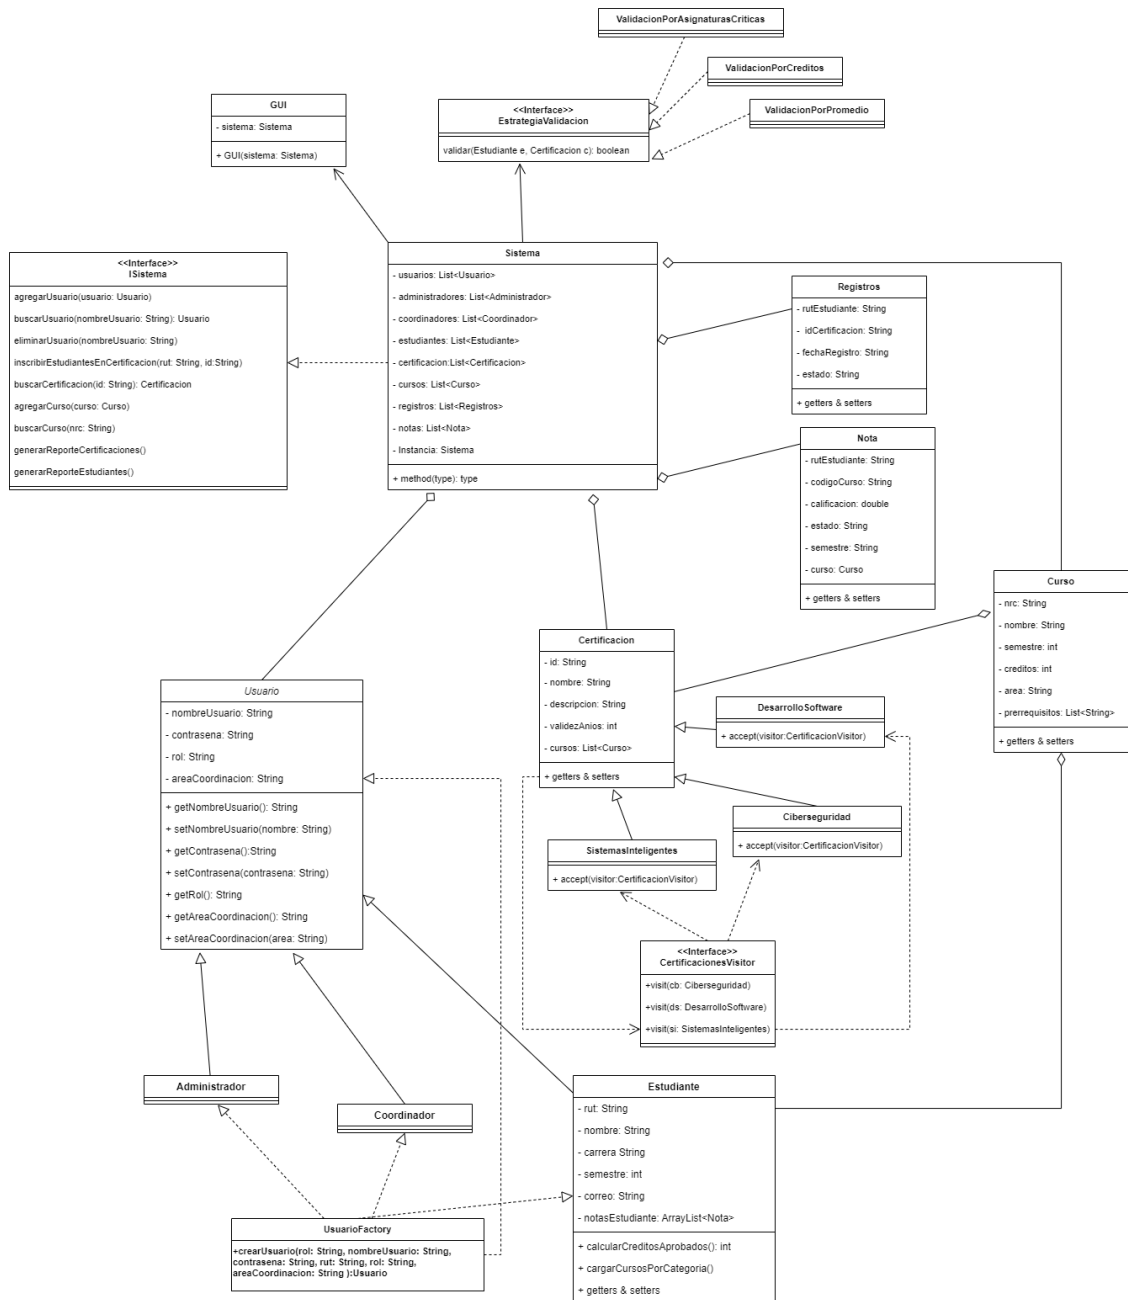 ValidacionPorAsignaturasCriticas
ValidacionPorCreditos
ValidacionPorPromedio
GUI
- sistema: Sistema
+ GUI(sistema: Sistema)
<<Interface>>
EstrategiaValidacion
validar(Estudiante e, Certificacion c): boolean
<<Interface>>
ISistema
agregarUsuario(usuario: Usuario)
buscarUsuario(nombreUsuario: String): Usuario
eliminarUsuario(nombreUsuario: String)
inscribirEstudiantesEnCertificacion(rut: String, id:String)
buscarCertificacion(id: String): Certificacion
agregarCurso(curso: Curso)
buscarCurso(nrc: String)
generarReporteCertificaciones()
generarReporteEstudiantes()
Sistema
- usuarios: List<Usuario>
- administradores: List<Administrador>
- coordinadores: List<Coordinador>
- estudiantes: List<Estudiante>
- certificacion:List<Certificacion>
- cursos: List<Curso>
- registros: List<Registros>
- notas: List<Nota>
- Instancia: Sistema
+ method(type): type
Registros
- rutEstudiante: String
- idCertificacion: String
- fechaRegistro: String
- estado: String
+ getters & setters
Nota
- rutEstudiante: String
- codigoCurso: String
- calificacion: double
- estado: String
- semestre: String
- curso: Curso
+ getters & setters
Curso
- nrc: String
- nombre: String
- semestre: int
- creditos: int
- area: String
- prerrequisitos: List<String>
+ getters & setters
Certificacion
- id: String
- nombre: String
- descripcion: String
- validezAnios: int
- cursos: List<Curso>
+ getters & setters
DesarrolloSoftware
+ accept(visitor:CertificacionVisitor)
Ciberseguridad
+ accept(visitor:CertificacionVisitor)
SistemasInteligentes
+ accept(visitor:CertificacionVisitor)
<<Interface>>
CertificacionesVisitor
+visit(cb: Ciberseguridad)
+visit(ds: DesarrolloSoftware)
+visit(si: SistemasInteligentes)
Usuario
- nombreUsuario: String
- contrasena: String
- rol: String
- areaCoordinacion: String
+ getNombreUsuario(): String
+ setNombreUsuario(nombre: String)
+ getContrasena():String
+ setContrasena(contrasena: String)
+ getRol(): String
+ getAreaCoordinacion(): String
+ setAreaCoordinacion(area: String)
Administrador
Coordinador
UsuarioFactory
+crearUsuario(rol: String, nombreUsuario: String,
contrasena: String, rut: String, rol: String,
areaCoordinacion: String ):Usuario
Estudiante
- rut: String
- nombre: String
- carrera String
- semestre: int
- correo: String
- notasEstudiante: ArrayList<Nota>
+ calcularCreditosAprobados(): int
+ cargarCursosPorCategoria()
+ getters & setters